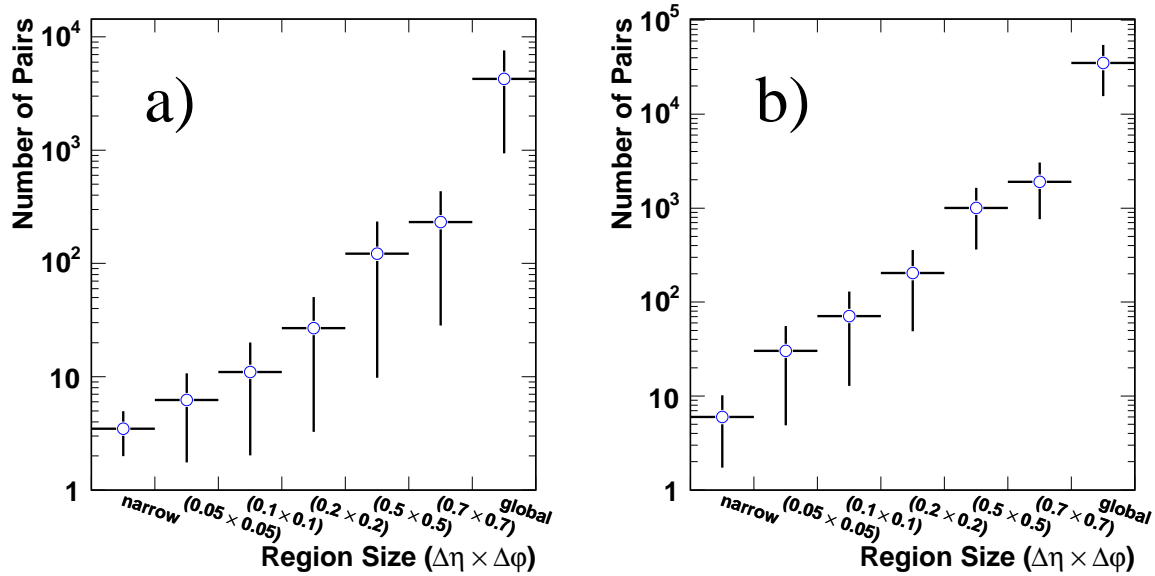 Number of Pairs
10^4
10^3
10^2
10
1
a)
narrow
(0.05 × 0.05)
(0.1 × 0.1)
(0.2 × 0.2)
(0.5 × 0.5)
(0.7 × 0.7)
global
Region Size (Δη × Δφ)
Number of Pairs
10^5
10^4
10^3
10^2
10
1
b)
narrow
(0.05 × 0.05)
(0.1 × 0.1)
(0.2 × 0.2)
(0.5 × 0.5)
(0.7 × 0.7)
global
Region Size (Δη × Δφ)